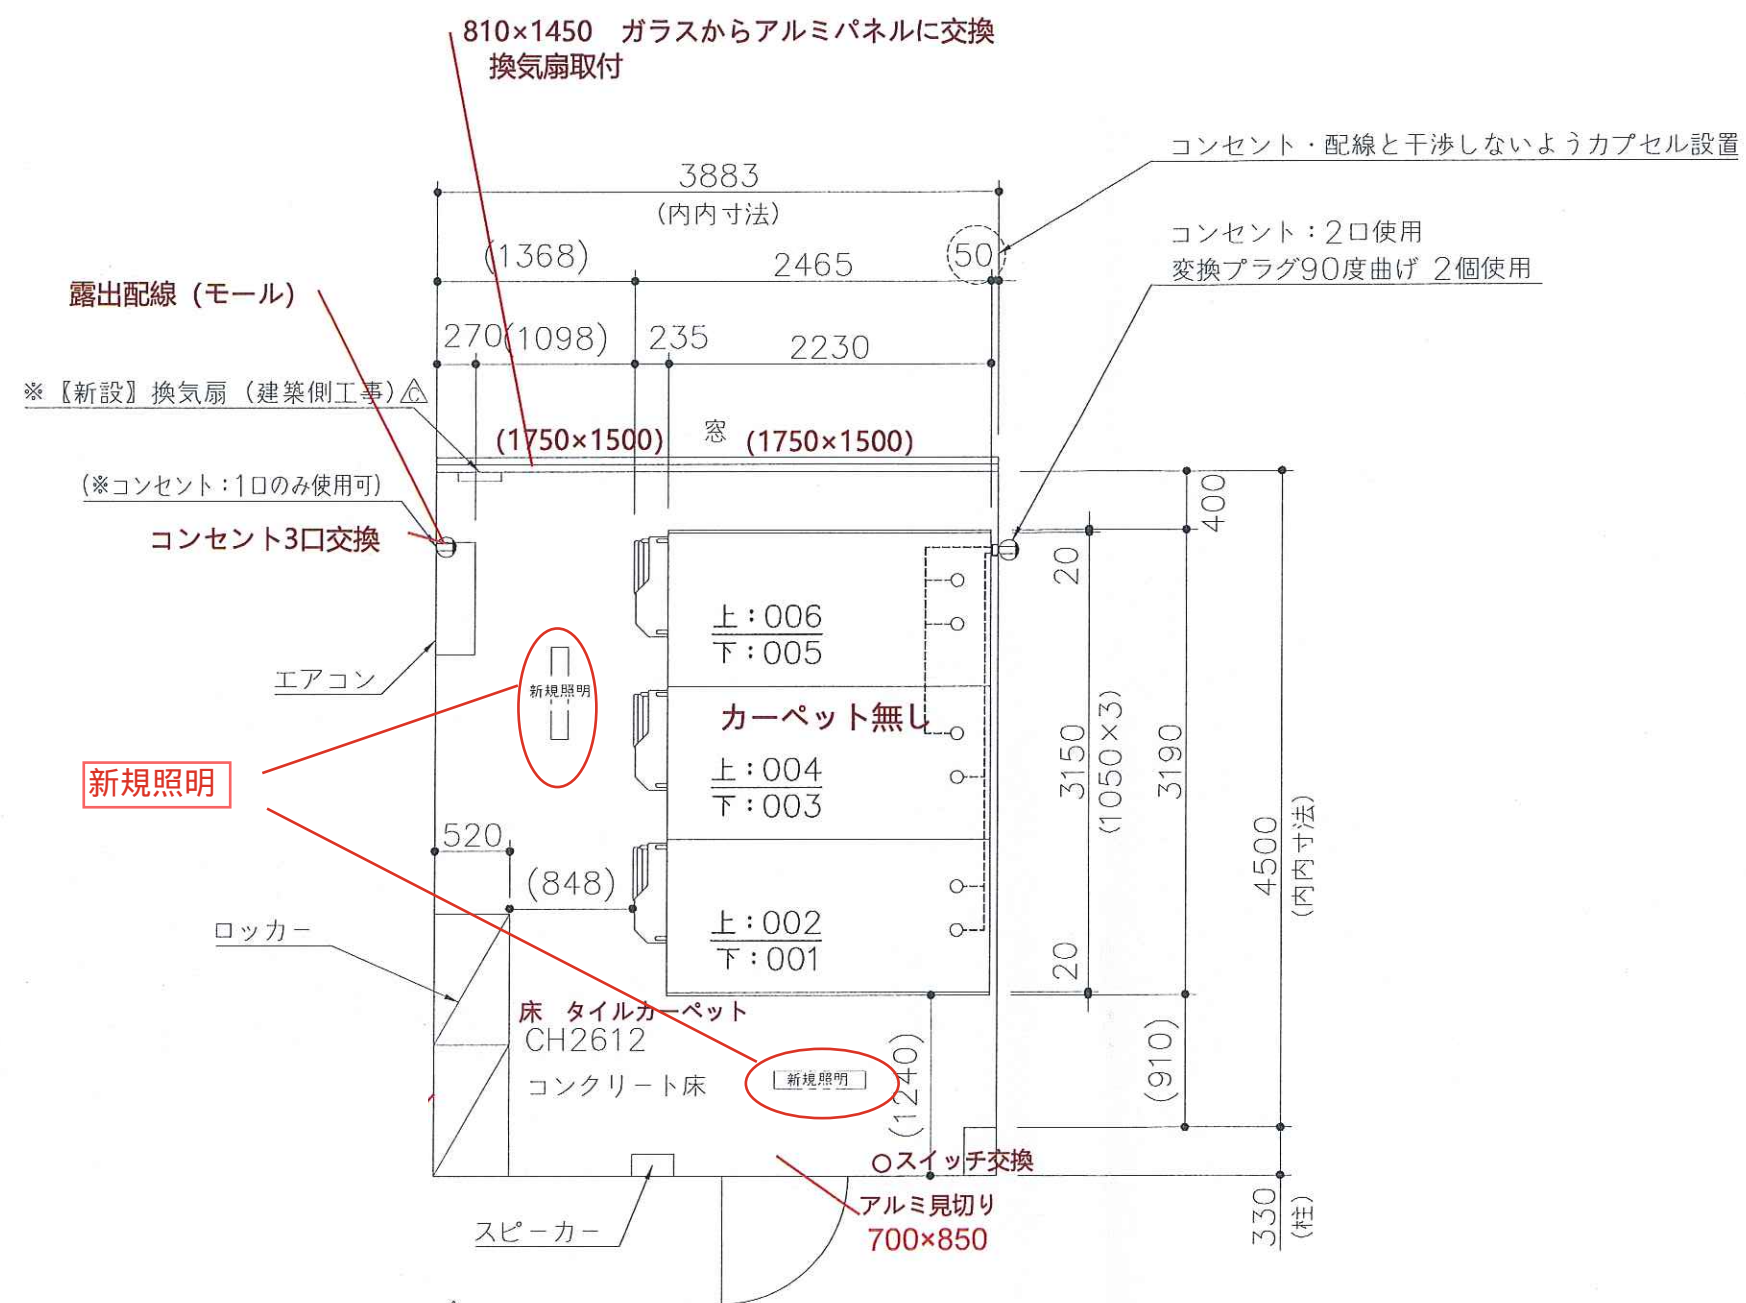 810×1450　ガラスからアルミパネルに交換
換気扇取付
コンセント・配線と干渉しないようカプセル設置
3883
(内内寸法)
コンセント：2口使用
変換プラグ90度曲げ 2個使用
(1368)
2465
50
露出配線 (モール)
270
(1098)
235
2230
※【新設】換気扇 (建築側工事)
C
(1750×1500)
窓
(1750×1500)
(※コンセント：1口のみ使用可)
コンセント3口交換
400
20
上：006
下：005
エアコン
新規照明
カーペット無し
3150
(1050×3)
3190
上：004
下：003
新規照明
520
(848)
4500
(内内寸法)
ロッカー
上：002
下：001
20
床　タイルカーペット
CH2612
コンクリート床
新規照明
(1240)
(910)
スイッチ交換
アルミ見切り
700×850
スピーカー
330
(柱)